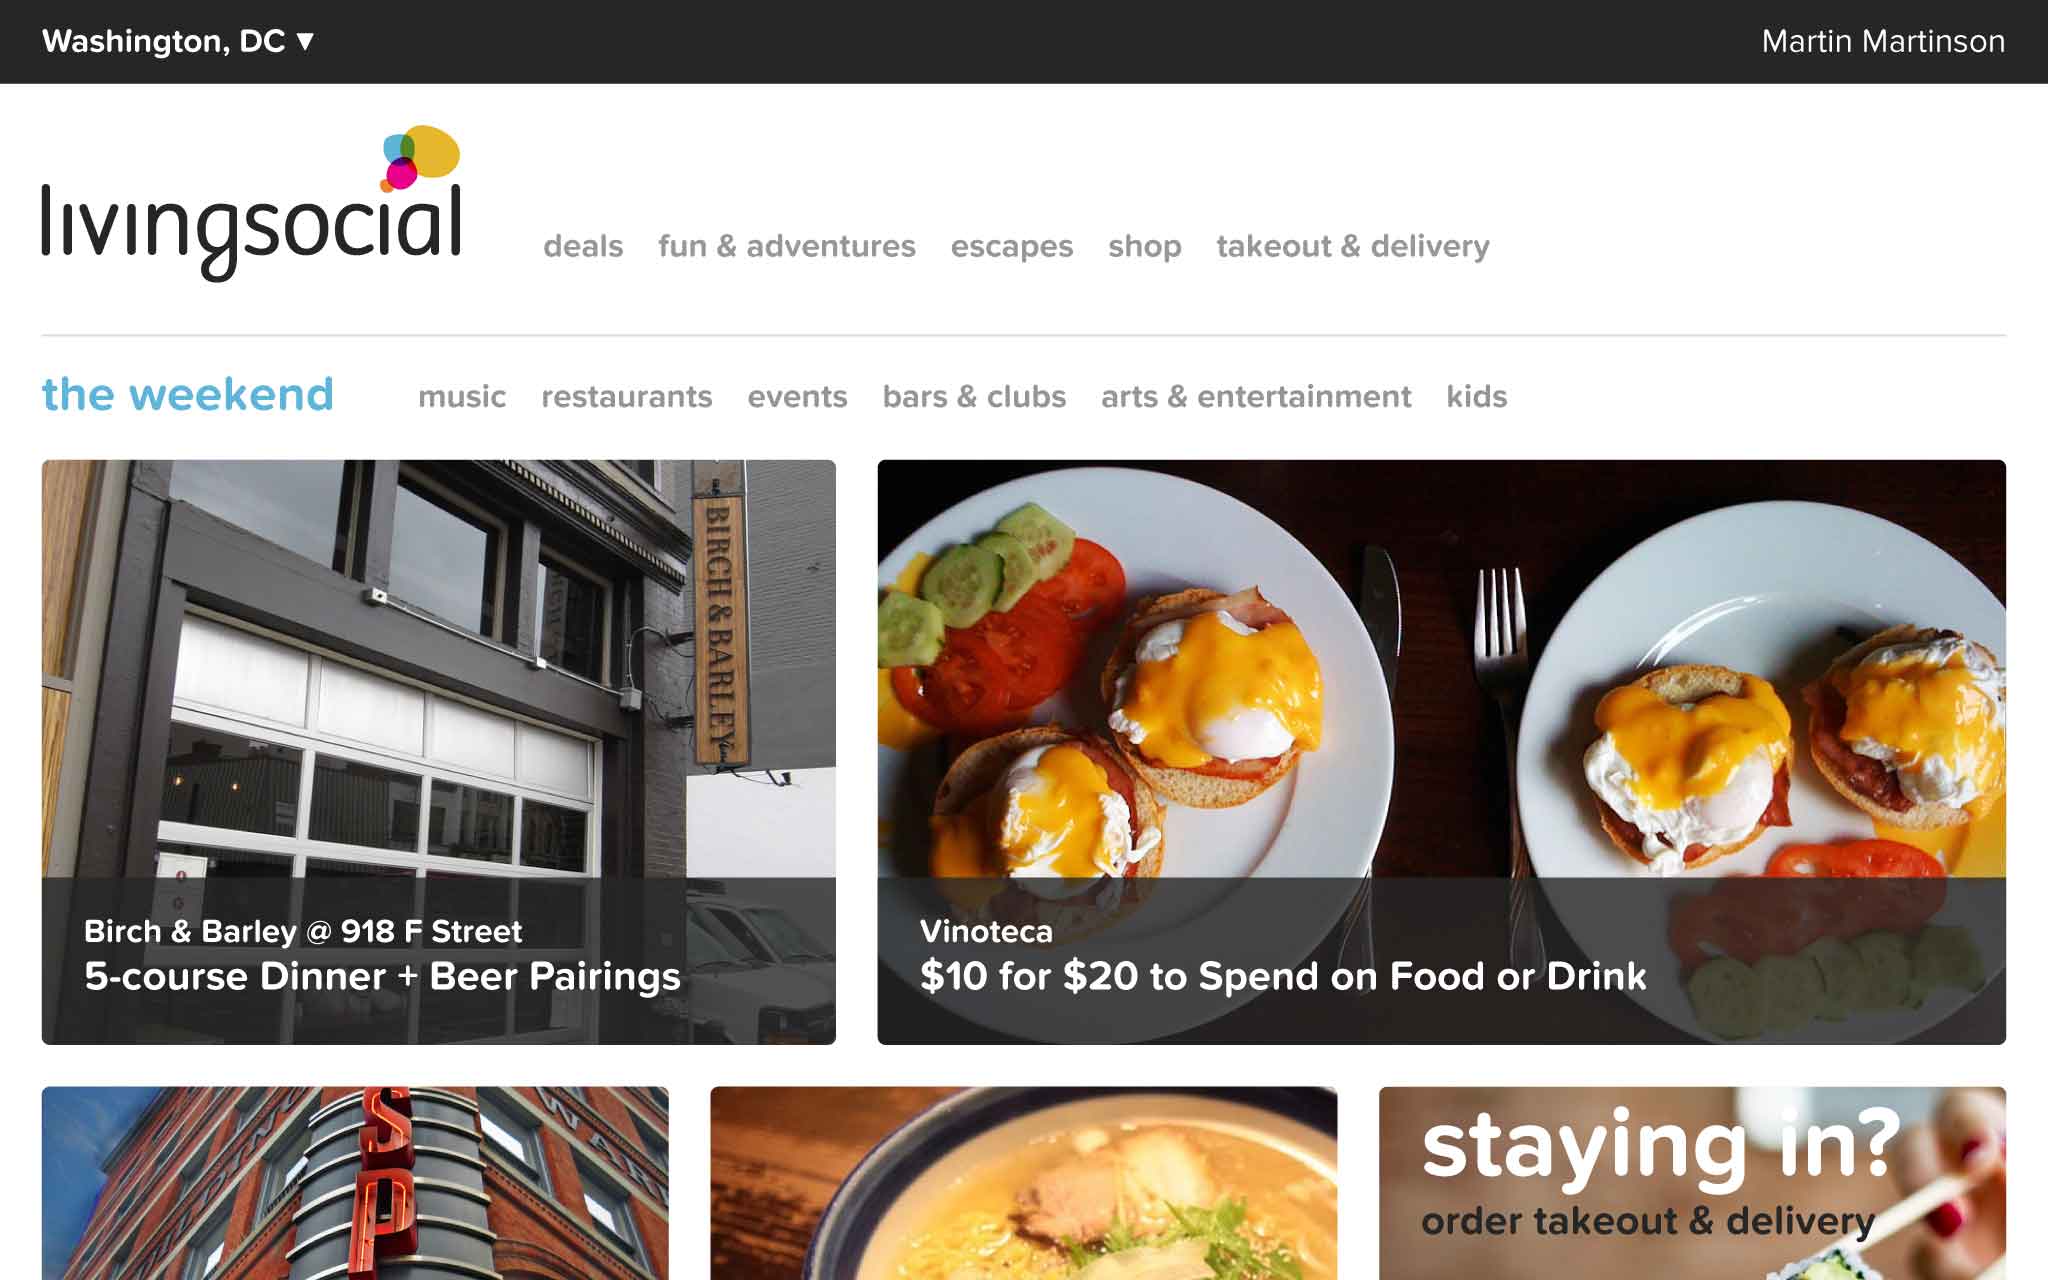 Washington, DC ▼
Martin Martinson
livingsocial
deals fun & adventures escapes shop takeout & delivery
the weekend
music restaurants events bars & clubs arts & entertainment kids
BIRCH & BARLEY
Birch & Barley @ 918 F Street
5-course Dinner + Beer Pairings
Vinoteca
$10 for $20 to Spend on Food or Drink
SP
staying in?
order takeout & delivery